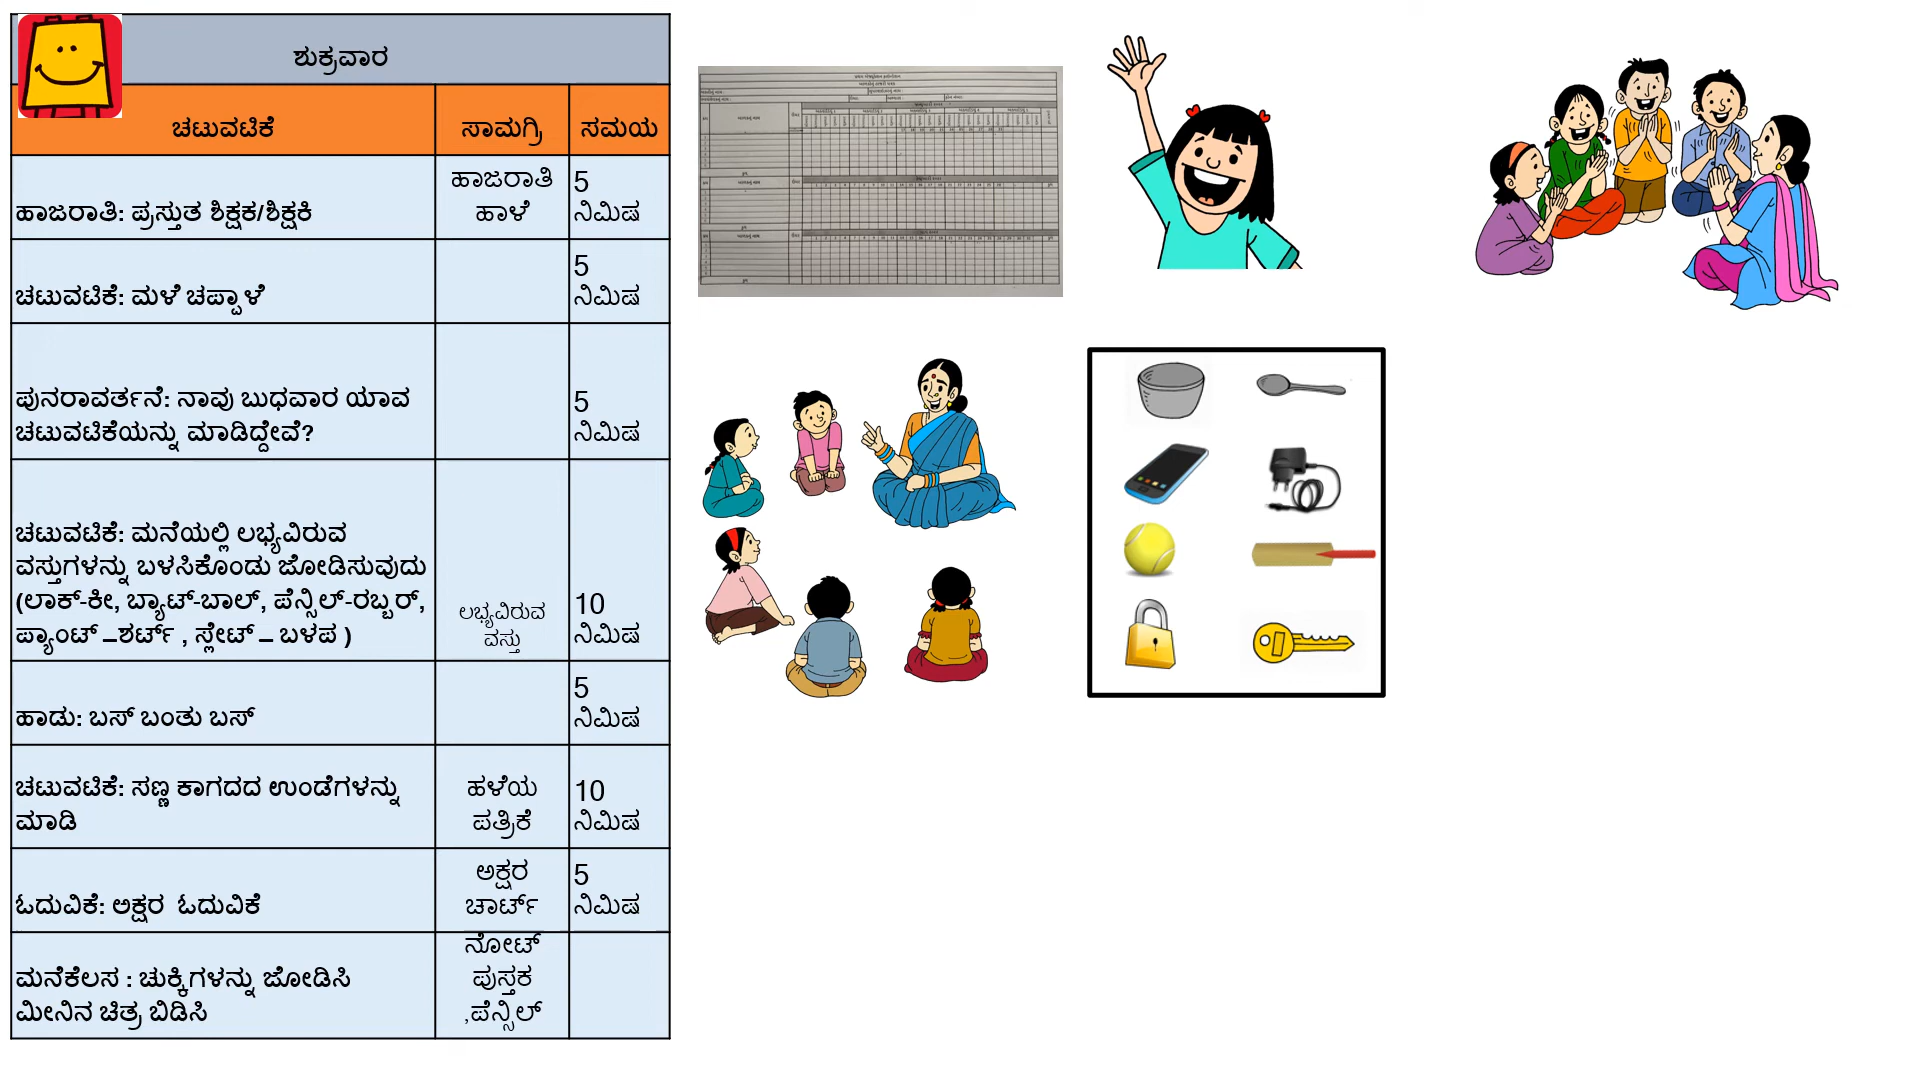 ಶುಕ್ರವಾರ
ಚಟುವಟಿಕೆ
ಸಾಮಗ್ರಿ
ಸಮಯ
ಹಾಜರಾತಿ: ಪ್ರಸ್ತುತ ಶಿಕ್ಷಕ/ಶಿಕ್ಷಕಿ
ಹಾಜರಾತಿ
ಹಾಳೆ
5
ನಿಮಿಷ
ಚಟುವಟಿಕೆ: ಮಳೆ ಚಪ್ಪಾಳೆ
5
ನಿಮಿಷ
ಪುನರಾವರ್ತನೆ: ನಾವು ಬುಧವಾರ ಯಾವ
ಚಟುವಟಿಕೆಯನ್ನು ಮಾಡಿದ್ದೇವೆ?
5
ನಿಮಿಷ
ಚಟುವಟಿಕೆ: ಮನೆಯಲ್ಲಿ ಲಭ್ಯವಿರುವ
ವಸ್ತುಗಳನ್ನು ಬಳಸಿಕೊಂಡು ಜೋಡಿಸುವುದು
(ಲಾಕ್-ಕೀ, ಬ್ಯಾಟ್-ಬಾಲ್, ಪೆನ್ಸಿಲ್-ರಬ್ಬರ್,
ಪ್ಯಾಂಟ್ –ಶರ್ಟ್ , ಸ್ಲೇಟ್ – ಬಳಪ )
ಲಭ್ಯವಿರುವ
ವಸ್ತು
10
ನಿಮಿಷ
ಹಾಡು: ಬಸ್ ಬಂತು ಬಸ್
5
ನಿಮಿಷ
ಚಟುವಟಿಕೆ: ಸಣ್ಣ ಕಾಗದದ ಉಂಡೆಗಳನ್ನು
ಮಾಡಿ
ಹಳೆಯ
ಪತ್ರಿಕೆ
10
ನಿಮಿಷ
ಓದುವಿಕೆ: ಅಕ್ಷರ ಓದುವಿಕೆ
ಅಕ್ಷರ
ಚಾರ್ಟ್
5
ನಿಮಿಷ
ಮನೆಕೆಲಸ : ಚುಕ್ಕಿಗಳನ್ನು ಜೋಡಿಸಿ
ಮೀನಿನ ಚಿತ್ರ ಬಿಡಿಸಿ
ನೋಟ್
ಪುಸ್ತಕ
,ಪೆನ್ಸಿಲ್